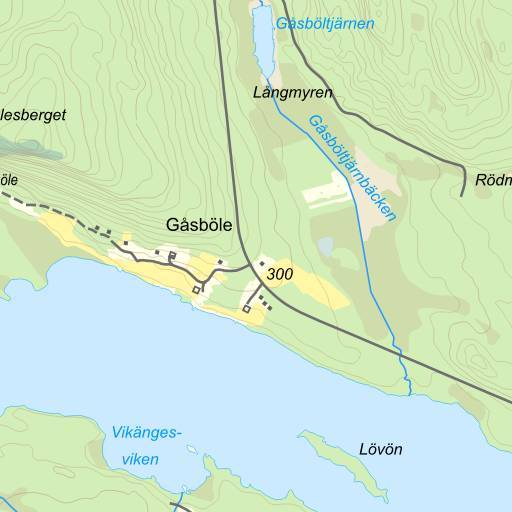 Gåsböltjärnen
Långmyren
lesberget
Gåsböltjärnbäcken
öle
Rödm
Gåsböle
300
Vikänges-
viken
Lövön